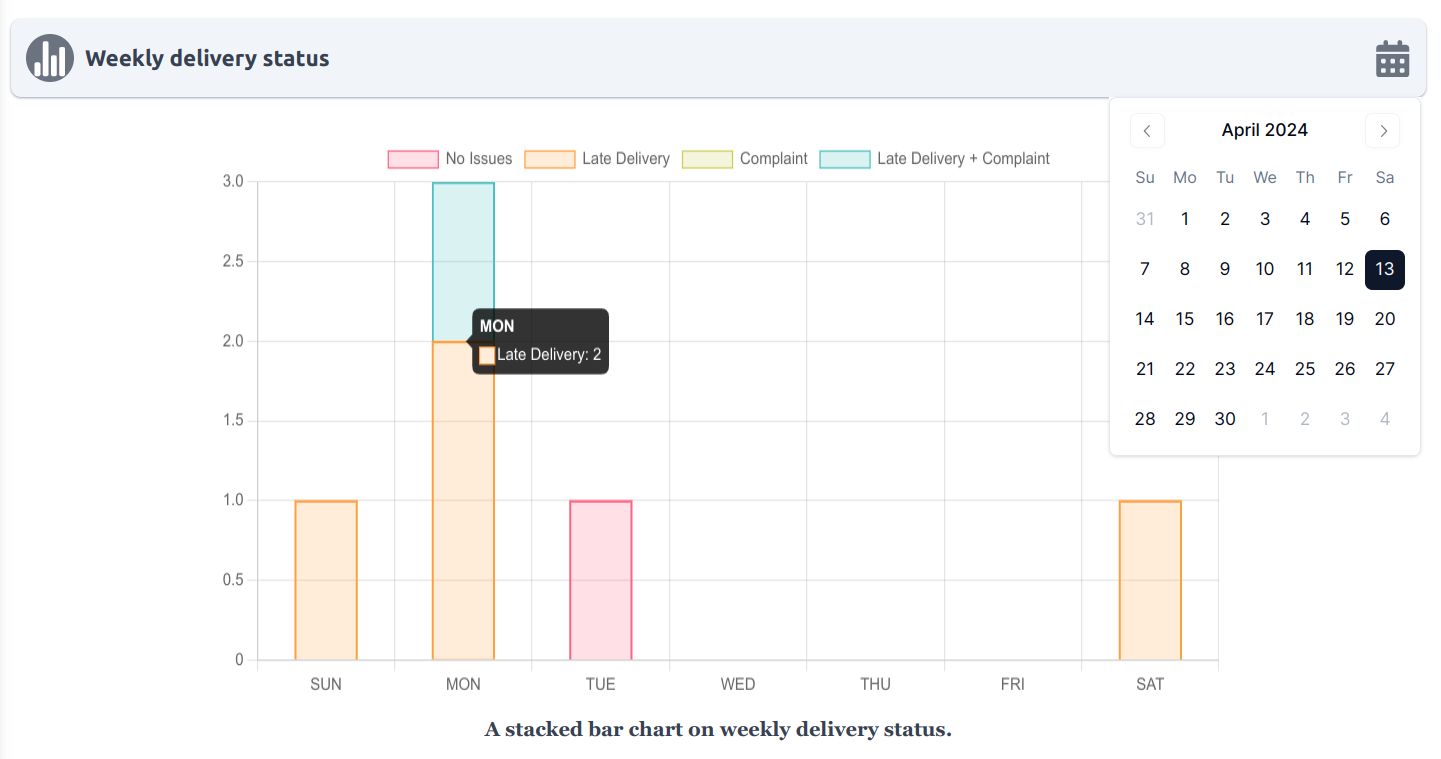 Weekly delivery status
April 2024
Su Mo Tu We Th Fr Sa
31 1 2 3 4 5 6
7 8 9 10 11 12 13
14 15 16 17 18 19 20
21 22 23 24 25 26 27
28 29 30 1 2 3 4
No Issues Late Delivery Complaint Late Delivery + Complaint
3.0
2.5
2.0
1.5
1.0
0.5
0
MON
Late Delivery: 2
SUN MON TUE WED THU FRI SAT
A stacked bar chart on weekly delivery status.